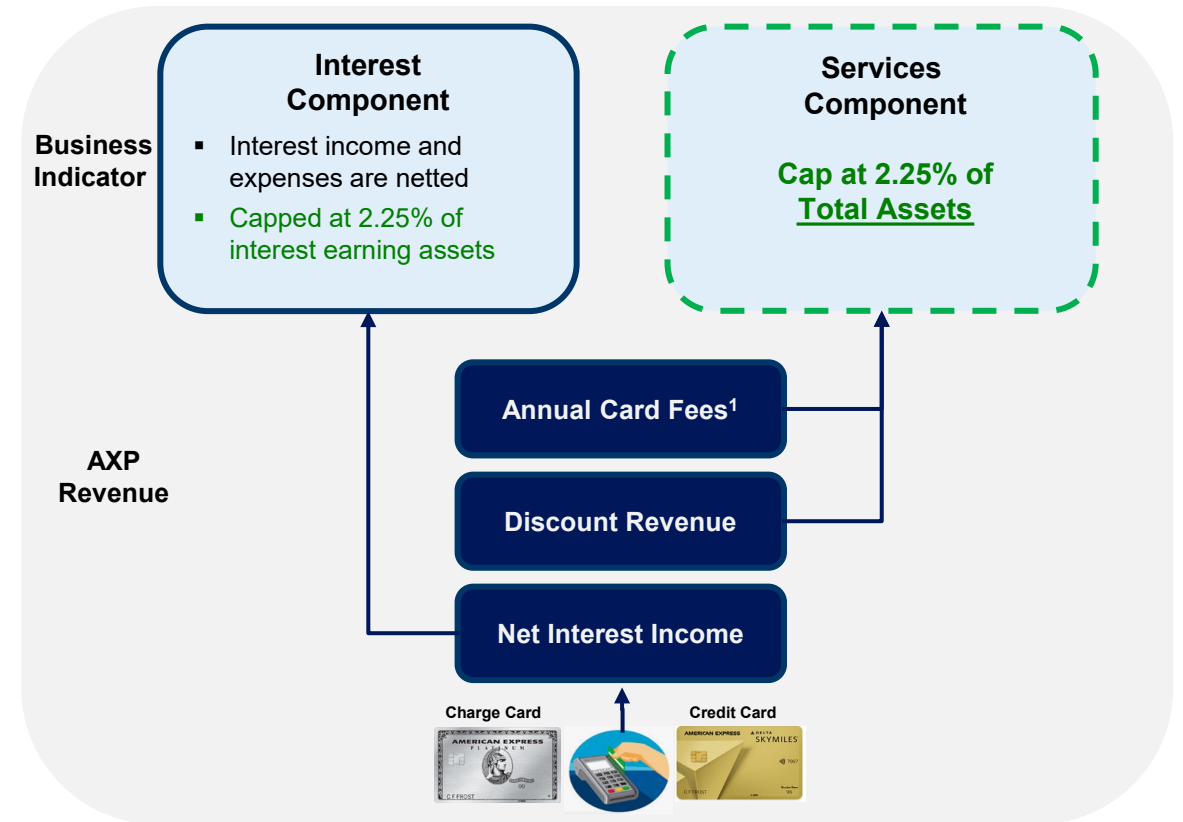 Interest
Component
▪ Interest income and
expenses are netted
▪ Capped at 2.25% of
interest earning assets
Services
Component
Cap at 2.25% of
Total Assets
Business
Indicator
Annual Card Fees¹
Discount Revenue
Net Interest Income
AXP
Revenue
Charge Card
Credit Card
AMERICAN EXPRESS
PLATINUM
99
C F FROST
AMERICAN EXPRESS
DELTA
SKYMILES
7997
C F FROST